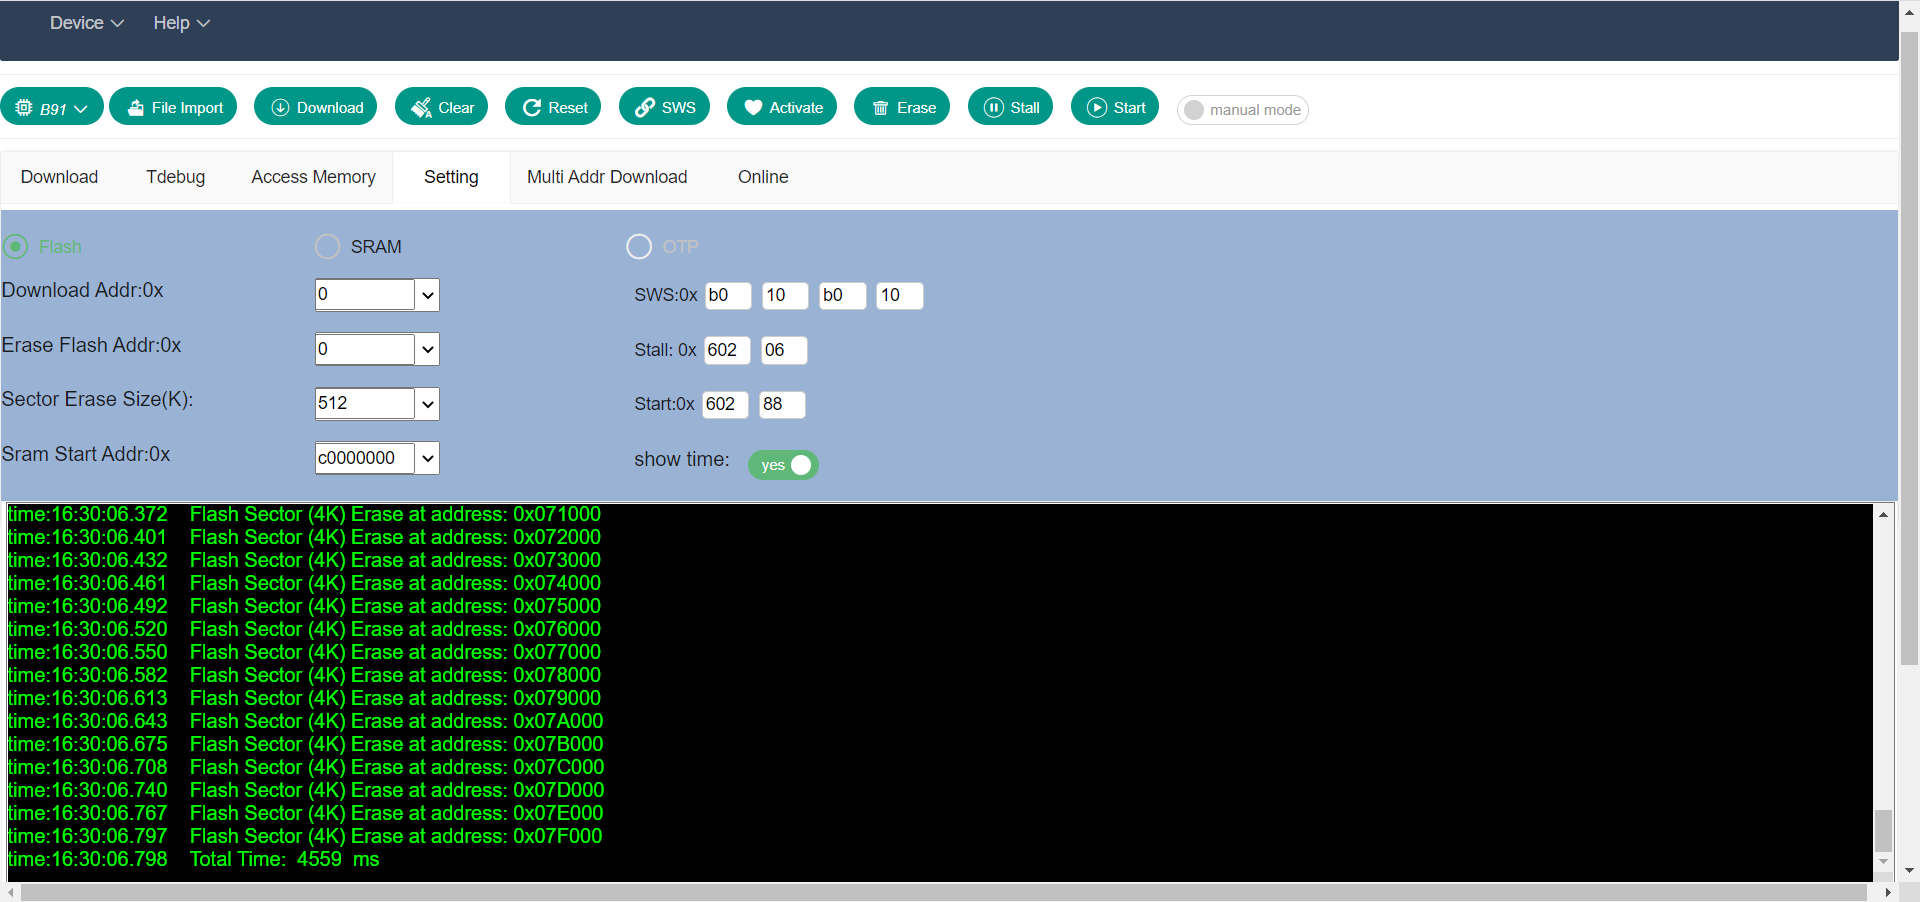 Device Help
B91 File Import Download Clear Reset SWS Activate Erase Stall Start manual mode
Download Tdebug Access Memory Setting Multi Addr Download Online
Flash SRAM OTP
Download Addr:0x 0 SWS:0x b0 10 b0 10
Erase Flash Addr:0x 0 Stall: 0x 602 06
Sector Erase Size(K): 512 Start:0x 602 88
Sram Start Addr:0x c0000000 show time: yes
time:16:30:06.372 Flash Sector (4K) Erase at address: 0x071000
time:16:30:06.401 Flash Sector (4K) Erase at address: 0x072000
time:16:30:06.432 Flash Sector (4K) Erase at address: 0x073000
time:16:30:06.461 Flash Sector (4K) Erase at address: 0x074000
time:16:30:06.492 Flash Sector (4K) Erase at address: 0x075000
time:16:30:06.520 Flash Sector (4K) Erase at address: 0x076000
time:16:30:06.550 Flash Sector (4K) Erase at address: 0x077000
time:16:30:06.582 Flash Sector (4K) Erase at address: 0x078000
time:16:30:06.613 Flash Sector (4K) Erase at address: 0x079000
time:16:30:06.643 Flash Sector (4K) Erase at address: 0x07A000
time:16:30:06.675 Flash Sector (4K) Erase at address: 0x07B000
time:16:30:06.708 Flash Sector (4K) Erase at address: 0x07C000
time:16:30:06.740 Flash Sector (4K) Erase at address: 0x07D000
time:16:30:06.767 Flash Sector (4K) Erase at address: 0x07E000
time:16:30:06.797 Flash Sector (4K) Erase at address: 0x07F000
time:16:30:06.798 Total Time: 4559 ms